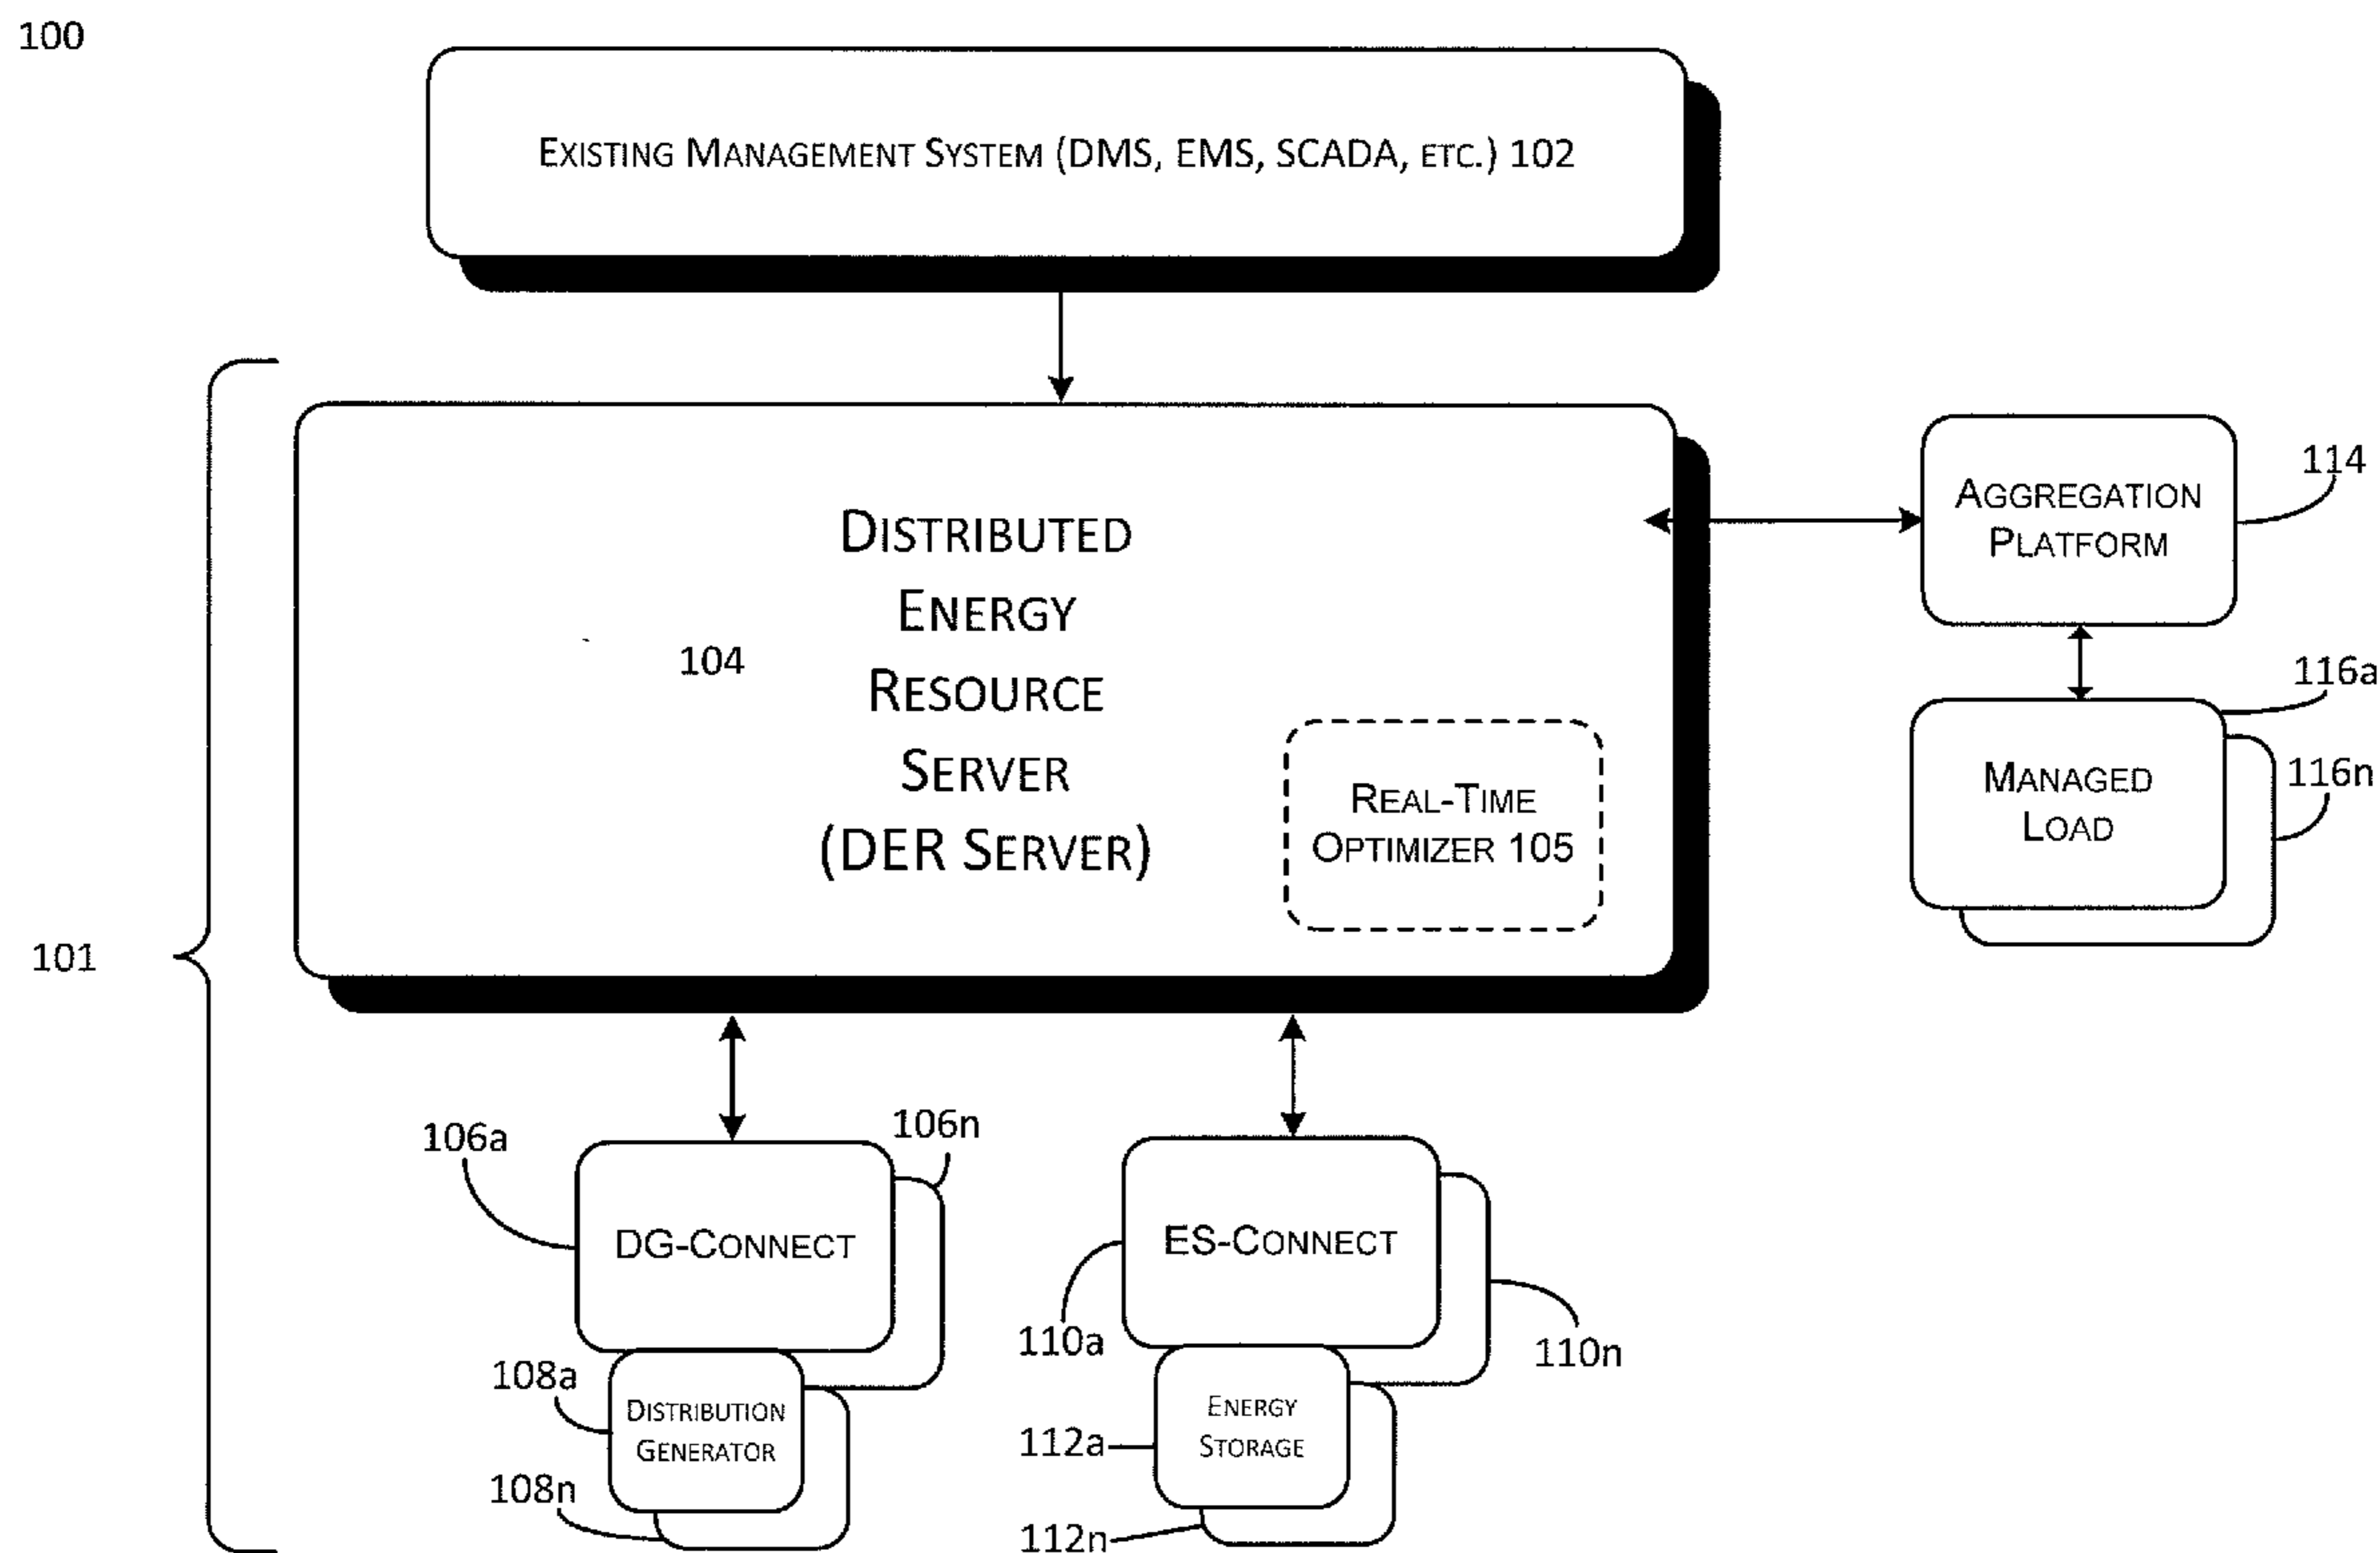 100
Existing Management System (DMS, EMS, SCADA, etc.) 102
Distributed
Energy
104
Resource
Server
(DER Server)
Real-Time
Optimizer 105
Aggregation
Platform
114
116a
Managed
Load
116n
101
106a
106n
DG-Connect
ES-Connect
110a
110n
108a
Distribution
Generator
108n
Energy
Storage
112a
112n